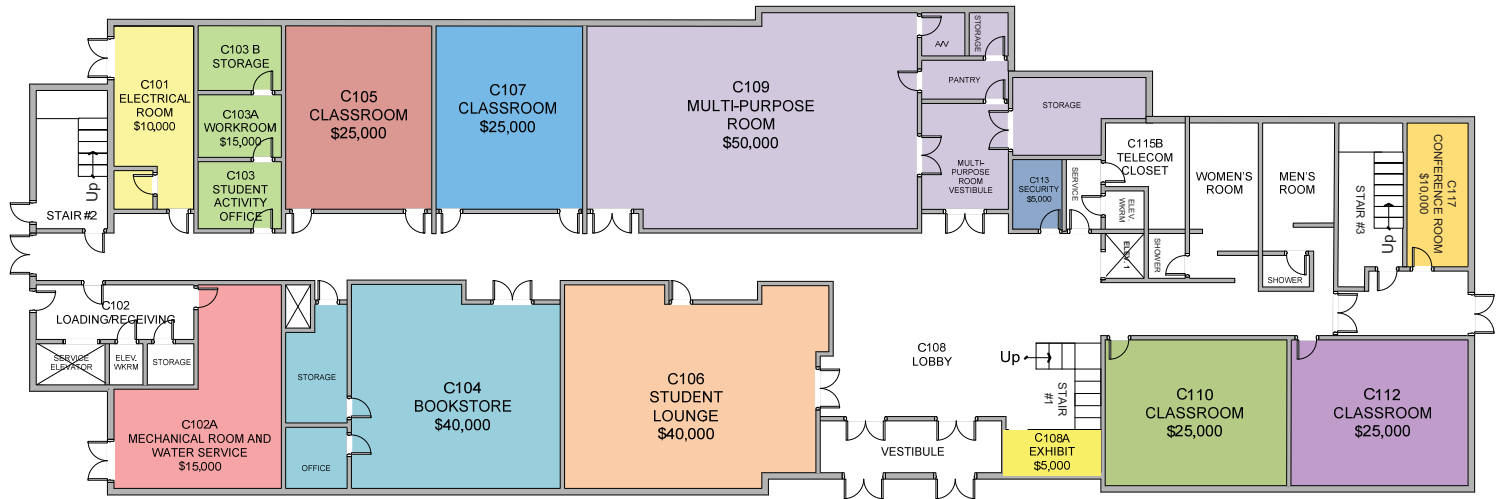 C101
ELECTRICAL
ROOM
$10,000
C103 B
STORAGE
C103A
WORKROOM
$15,000
C103
STUDENT
ACTIVITY
OFFICE
C105
CLASSROOM
$25,000
C107
CLASSROOM
$25,000
C109
MULTI-PURPOSE
ROOM
$50,000
A/V
STORAGE
PANTRY
STORAGE
MULTI-
PURPOSE
ROOM
VESTIBULE
C113
SECURITY
$5,000
SERVICE
C115B
TELECOM
CLOSET
ELEV.
WKRM
ELEV.1
SHOWER
WOMEN'S
ROOM
MEN'S
ROOM
SHOWER
STAIR #3
Up
C117
CONFERENCE ROOM
$10,000
Up
STAIR #2
C102
LOADING/RECEIVING
SERVICE
ELEVATOR
ELEV.
WKRM
STORAGE
C102A
MECHANICAL ROOM AND
WATER SERVICE
$15,000
STORAGE
OFFICE
C104
BOOKSTORE
$40,000
C106
STUDENT
LOUNGE
$40,000
C108
LOBBY
Up
STAIR
#1
VESTIBULE
C108A
EXHIBIT
$5,000
C110
CLASSROOM
$25,000
C112
CLASSROOM
$25,000